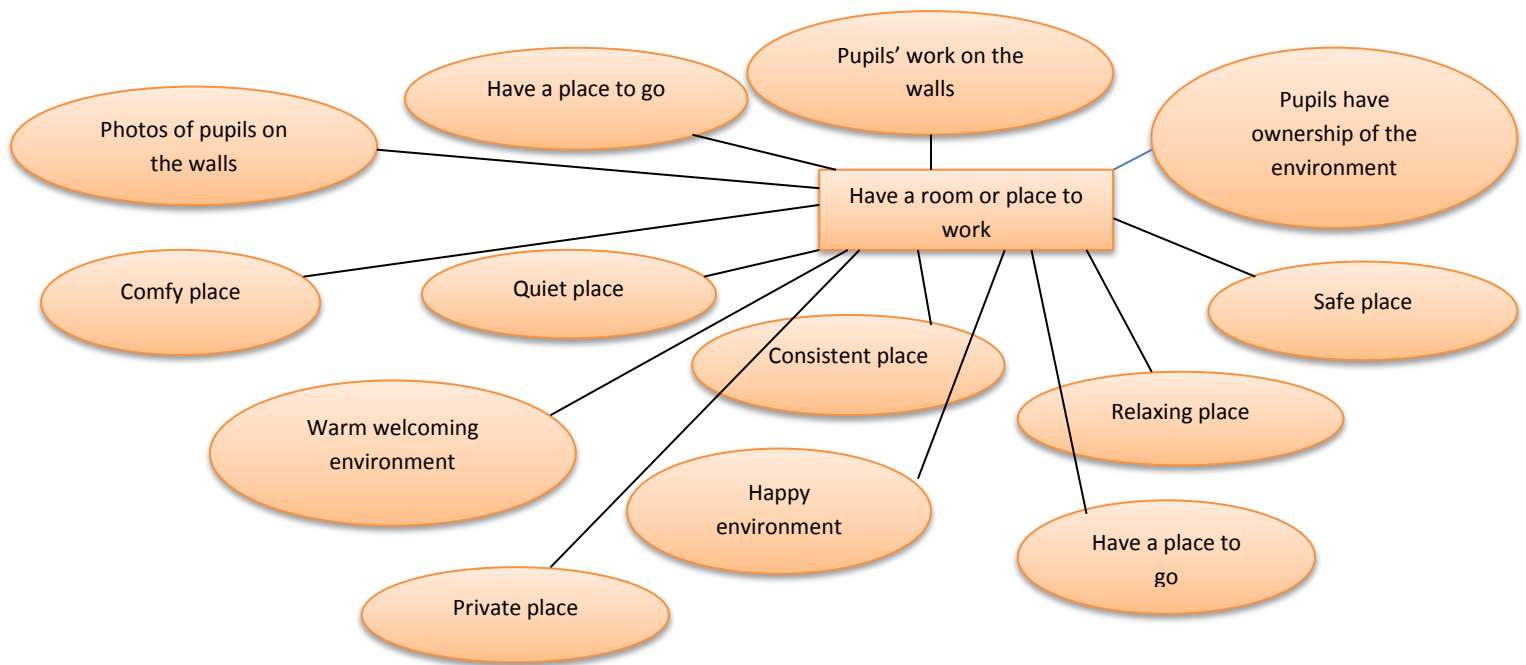 Pupils’ work on the
walls
Have a place to go
Pupils have
ownership of the
environment
Photos of pupils on
the walls
Have a room or place to
work
Comfy place
Quiet place
Safe place
Consistent place
Relaxing place
Warm welcoming
environment
Happy
environment
Have a place to
go
Private place